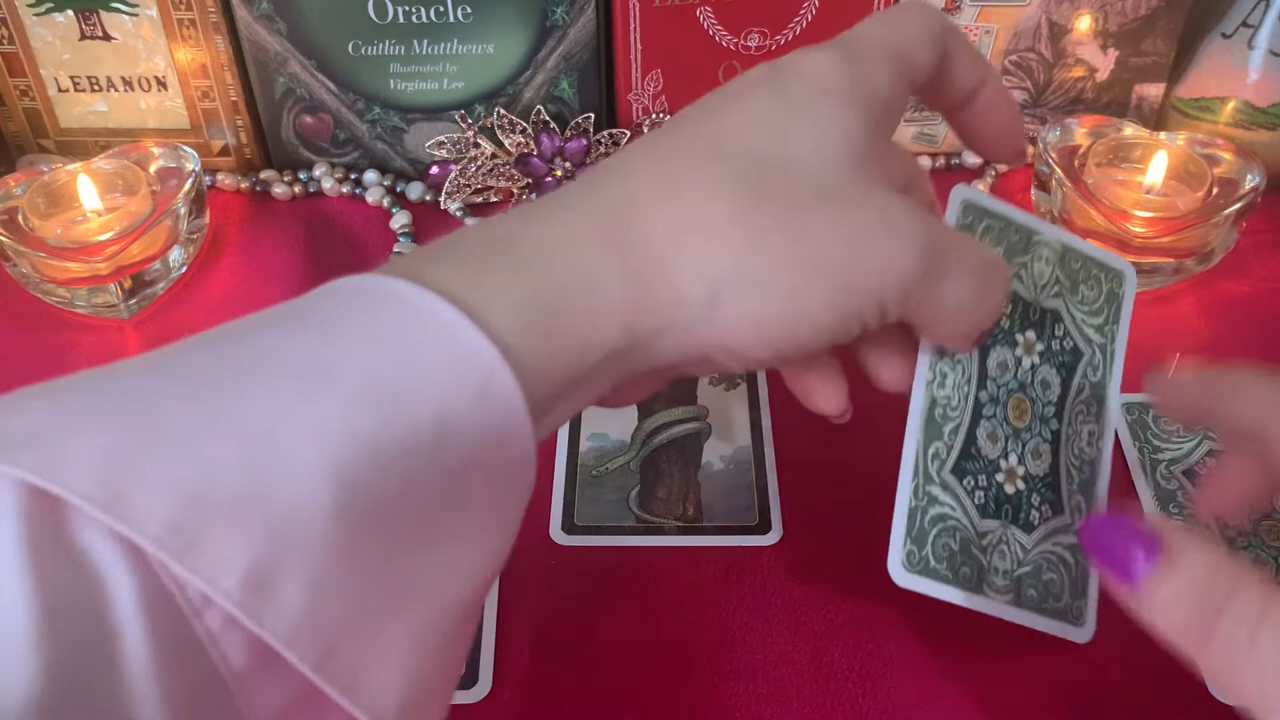 LEBANON
Oracle
Caitlín Matthews
Illustrated by
Virginia Lee